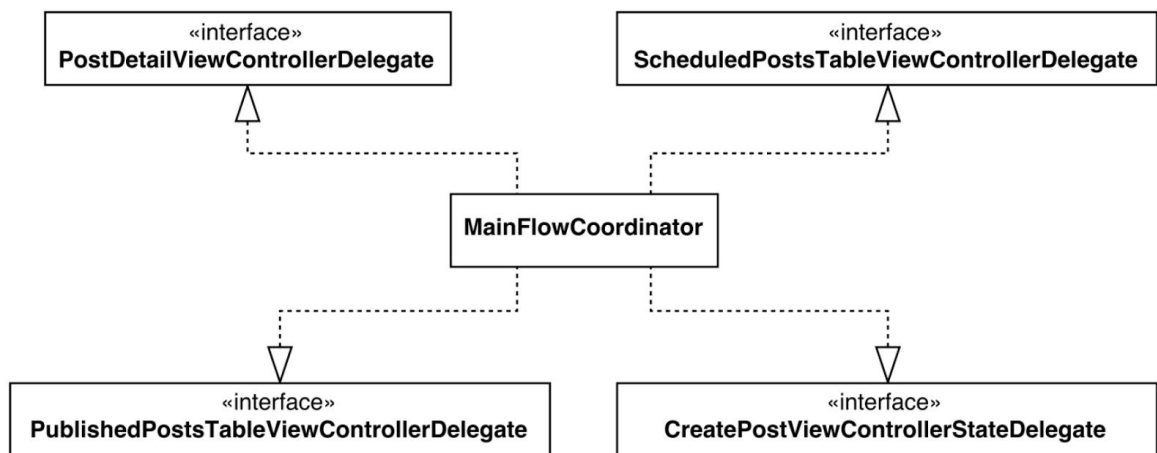 «interface»
PostDetailViewControllerDelegate
«interface»
ScheduledPostsTableViewControllerDelegate
MainFlowCoordinator
«interface»
PublishedPostsTableViewControllerDelegate
«interface»
CreatePostViewControllerStateDelegate